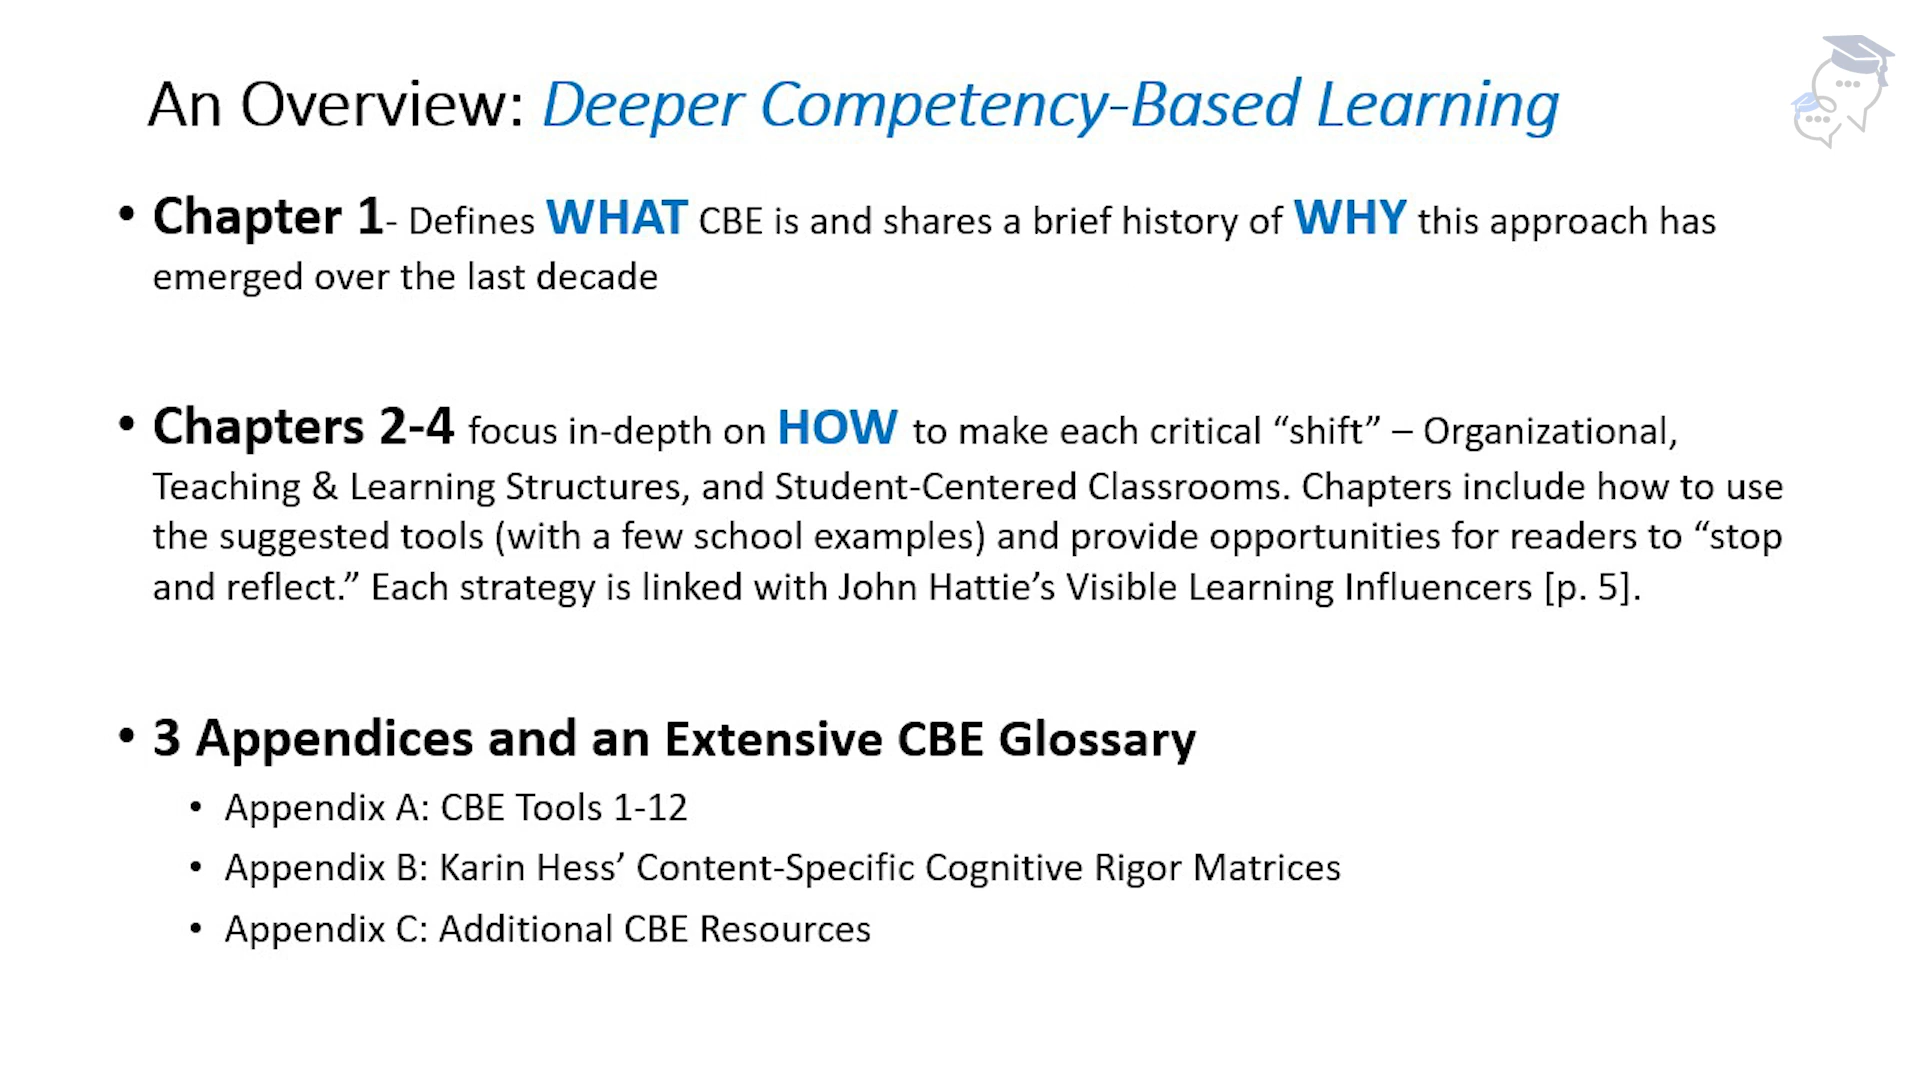 An Overview: Deeper Competency-Based Learning
• Chapter 1- Defines WHAT CBE is and shares a brief history of WHY this approach has
emerged over the last decade
• Chapters 2-4 focus in-depth on HOW to make each critical “shift” – Organizational,
Teaching & Learning Structures, and Student-Centered Classrooms. Chapters include how to use
the suggested tools (with a few school examples) and provide opportunities for readers to “stop
and reflect.” Each strategy is linked with John Hattie’s Visible Learning Influencers [p. 5].
• 3 Appendices and an Extensive CBE Glossary
• Appendix A: CBE Tools 1-12
• Appendix B: Karin Hess’ Content-Specific Cognitive Rigor Matrices
• Appendix C: Additional CBE Resources